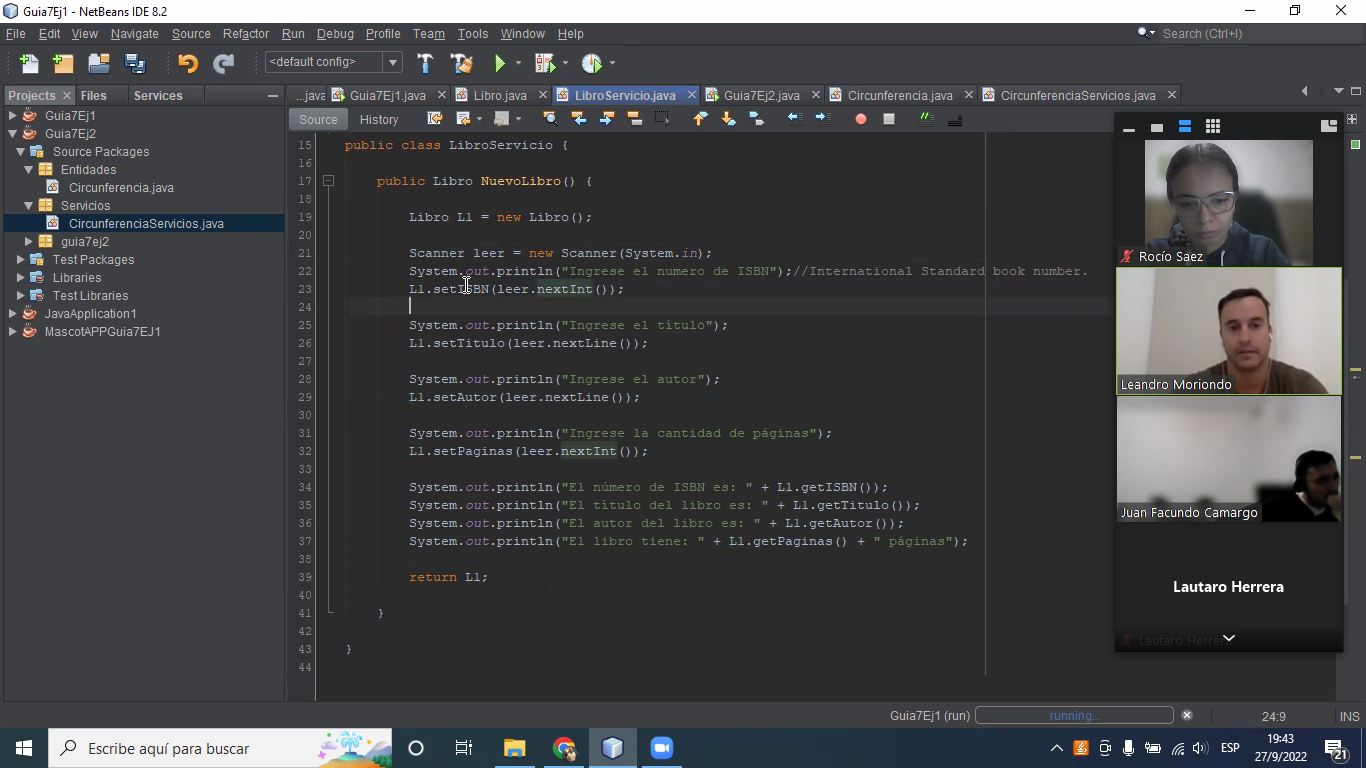 Guia7Ej1 - NetBeans IDE 8.2
File Edit View Navigate Source Refactor Run Debug Profile Team Tools Window Help
Search (Ctrl+I)
<default config>
Projects Files Services
...java Guia7Ej1.java Libro.java LibroServicio.java Guia7Ej2.java Circunferencia.java CircunferenciaServicios.java
Source History
Guia7Ej1
Guia7Ej2
Source Packages
Entidades
Circunferencia.java
Servicios
CircunferenciaServicios.java
guia7ej2
Test Packages
Libraries
Test Libraries
JavaApplication1
MascotAPPGuia7EJ1
15 public class LibroServicio {
16
17 public Libro NuevoLibro() {
18
19 Libro L1 = new Libro();
20
21 Scanner leer = new Scanner(System.in);
22 System.out.println("Ingrese el numero de ISBN");//International Standard book number.
23 L1.setISBN(leer.nextInt());
24
25 System.out.println("Ingrese el título");
26 L1.setTitulo(leer.nextLine());
27
28 System.out.println("Ingrese el autor");
29 L1.setAutor(leer.nextLine());
30
31 System.out.println("Ingrese la cantidad de páginas");
32 L1.setPaginas(leer.nextInt());
33
34 System.out.println("El número de ISBN es: " + L1.getISBN());
35 System.out.println("El título del libro es: " + L1.getTitulo());
36 System.out.println("El autor del libro es: " + L1.getAutor());
37 System.out.println("El libro tiene: " + L1.getPaginas() + " páginas");
38
39 return L1;
40
41 }
42
43 }
44
Rocío Saez
Leandro Moriondo
Juan Facundo Camargo
Lautaro Herrera
Lautaro Herrera
Guia7Ej1 (run) running... 24:9 INS
Escribe aquí para buscar
ESP
19:43
27/9/2022
21